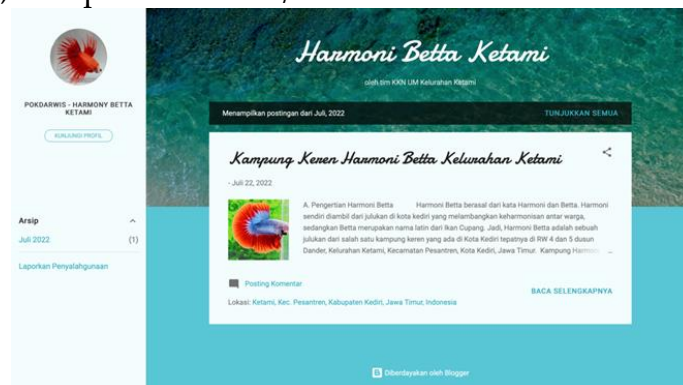 Harmoni Betta Ketami
oleh tim KKN UM Kelurahan Ketami
POKDARWIS - HARMONY BETTA
KETAMI
KUNJUNGI PROFIL
Arsip
Juli 2022 (1)
Laporkan Penyalahgunaan
Menampilkan postingan dari Juli, 2022 TUNJUKKAN SEMUA
Kampung Keren Harmoni Betta Kelurahan Ketami
- Juli 22, 2022
A. Pengertian Harmoni Betta Harmoni Betta berasal dari kata Harmoni dan Betta. Harmoni
sendiri diambil dari julukan di kota kediri yang melambangkan keharmonisan antar warga,
sedangkan Betta merupakan nama latin dari Ikan Cupang. Jadi, Harmoni Betta adalah sebuah
julukan dari salah satu kampung keren yang ada di Kota Kediri tepatnya di RW 4 dan 5 dusun
Dander, Kelurahan Ketami, Kecamatan Pesantren, Kota Kediri, Jawa Timur. Kampung Harmoni ...
Posting Komentar
BACA SELENGKAPNYA
Lokasi: Ketami, Kec. Pesantren, Kabupaten Kediri, Jawa Timur, Indonesia
Diberdayakan oleh Blogger